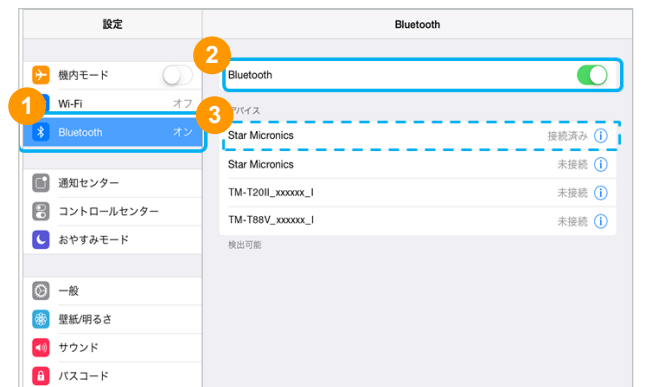 設定
Bluetooth
機内モード
Wi-Fi オフ
Bluetooth オン
通知センター
コントロールセンター
おやすみモード
一般
壁紙/明るさ
サウンド
パスコード
1
2
Bluetooth
3
デバイス
Star Micronics 接続済み
Star Micronics 未接続
TM-T20II_xxxxxx_I 未接続
TM-T88V_xxxxxx_I 未接続
検出可能